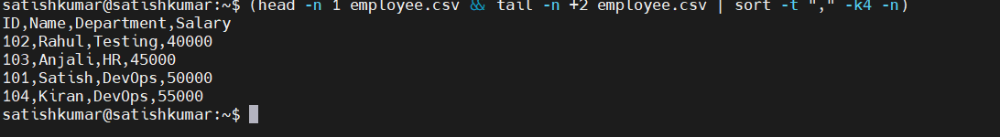 satishkumar@satishkumar:~$ (head -n 1 employee.csv && tail -n +2 employee.csv | sort -t "," -k4 -n)
ID,Name,Department,Salary
102,Rahul,Testing,40000
103,Anjali,HR,45000
101,Satish,DevOps,50000
104,Kiran,DevOps,55000
satishkumar@satishkumar:~$